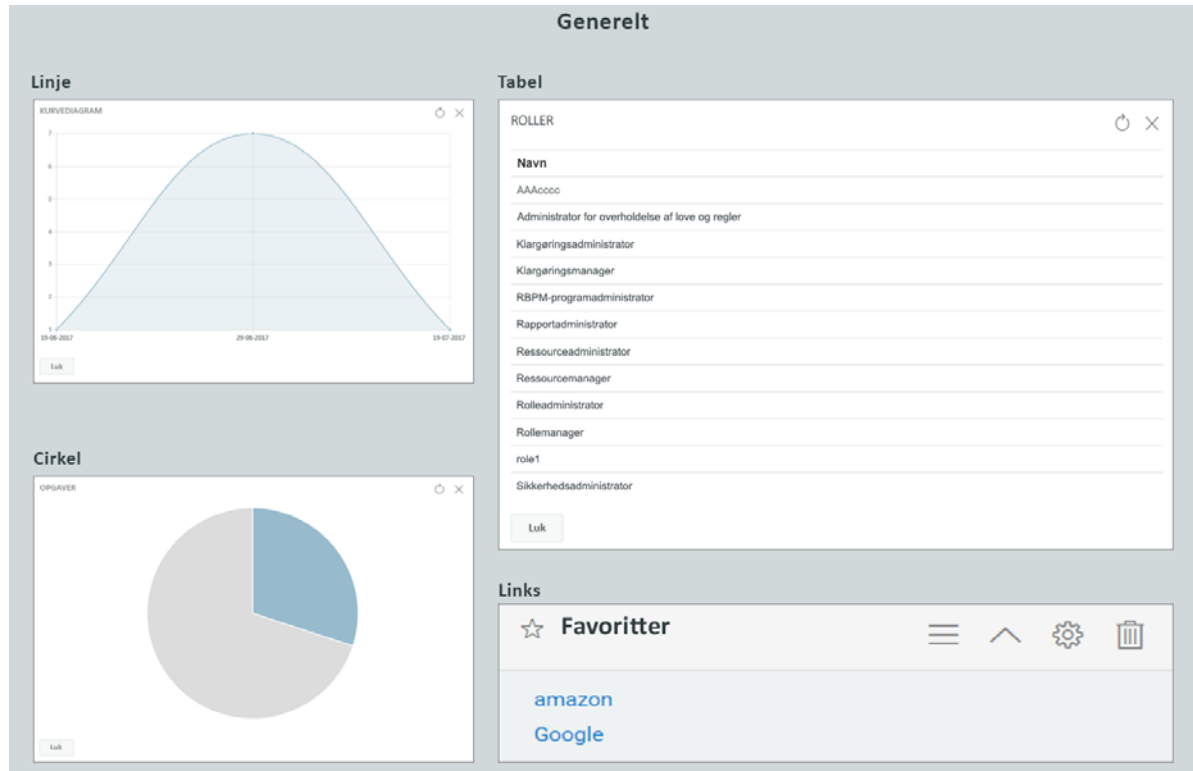 Generelt
Linje
KURVEDIAGRAM
7
6
5
4
3
2
1
19-06-2017 29-06-2017 19-07-2017
Luk
Cirkel
OPGAVER
Luk
Tabel
ROLLER
Navn
AAAcccc
Administrator for overholdelse af love og regler
Klargøringsadministrator
Klargøringsmanager
RBPM-programadministrator
Rapportadministrator
Ressourceadministrator
Ressourcemanager
Rolleadministrator
Rollemanager
role1
Sikkerhedsadministrator
Luk
Links
Favoritter
amazon
Google